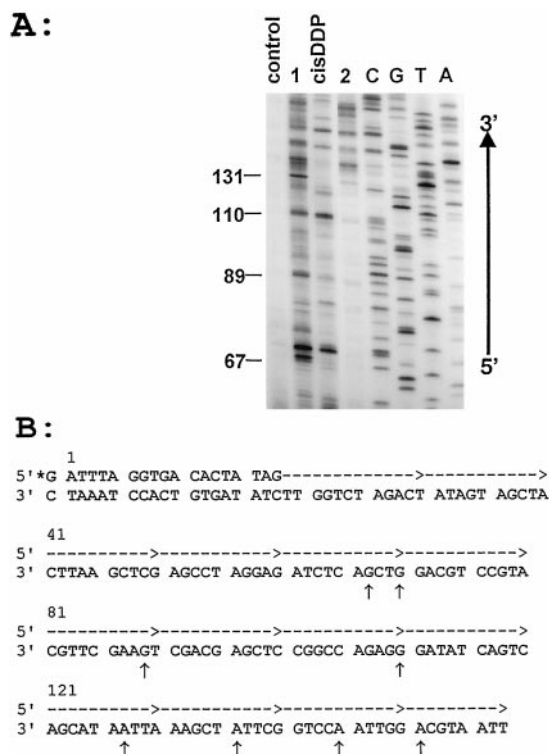 A:
control
1
cisDDP
2
C
G
T
A
131
110
89
67
3'
5'
B:
1
5' *G ATTTA GGTGA CACTA TAG----------->---------->
3' C TAAAT CCACT GTGAT ATCTT GGTCT AGACT ATAGT AGCTA
41
5' --------->---------->---------->---------->
3' CTTAA GCTCG AGCCT AGGAG ATCTC AGCTG GACGT CCGTA
↑ ↑
81
5' --------->---------->---------->---------->
3' CGTTC GAAGT CGACG AGCTC CGGCC AGAGG GATAT CAGTC
↑ ↑
121
5' --------->---------->---------->--------->
3' AGCAT AATTA AAGCT ATTCG GTCCA ATTGG ACGTA ATT
↑ ↑ ↑ ↑